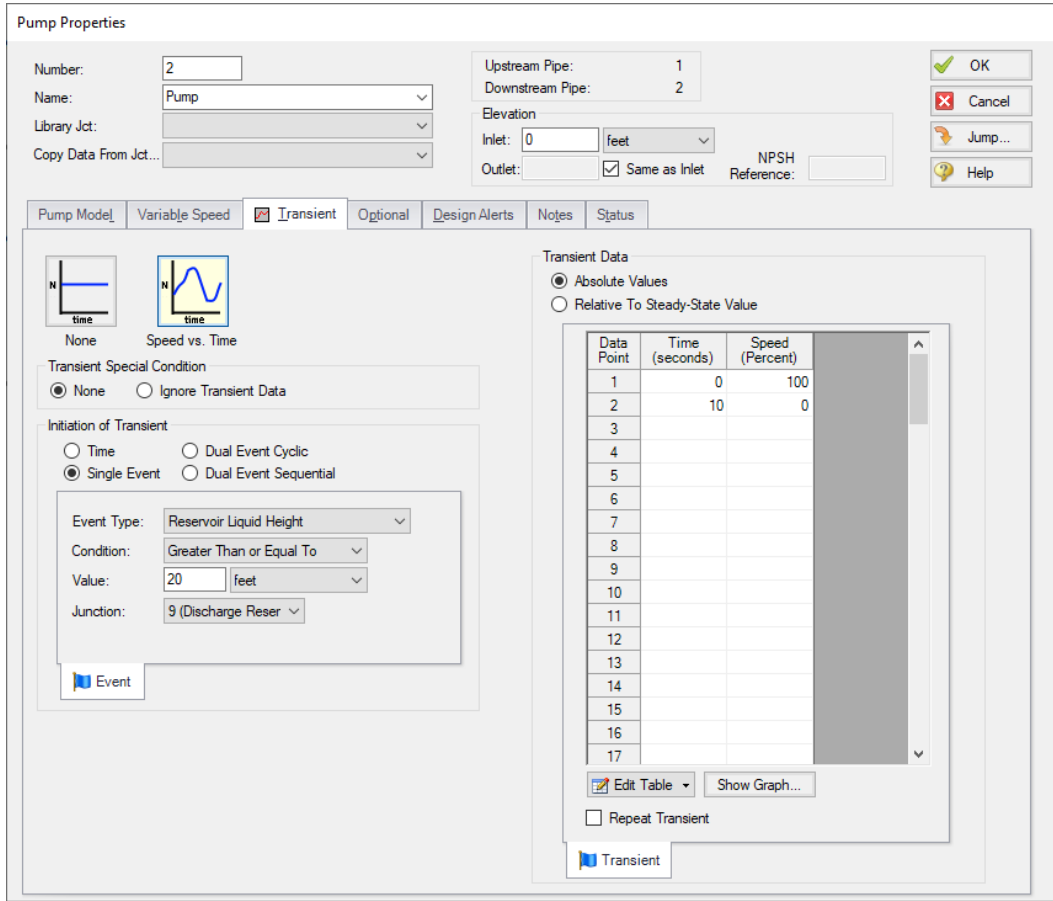 Pump Properties
Number: 2
Name: Pump
Library Jct:
Copy Data From Jct...
Upstream Pipe: 1
Downstream Pipe: 2
Elevation
Inlet: 0 feet
Outlet: Same as Inlet
NPSH
Reference:
OK
Cancel
Jump...
Help
Pump Model Variable Speed Transient Optional Design Alerts Notes Status
N
time
None
N
time
Speed vs. Time
Transient Special Condition
None Ignore Transient Data
Initiation of Transient
Time Dual Event Cyclic
Single Event Dual Event Sequential
Event Type: Reservoir Liquid Height
Condition: Greater Than or Equal To
Value: 20 feet
Junction: 9 (Discharge Reser
Event
Transient Data
Absolute Values
Relative To Steady-State Value
Data Point Time (seconds) Speed (Percent)
1 0 100
2 10 0
3
4
5
6
7
8
9
10
11
12
13
14
15
16
17
Edit Table Show Graph...
Repeat Transient
Transient